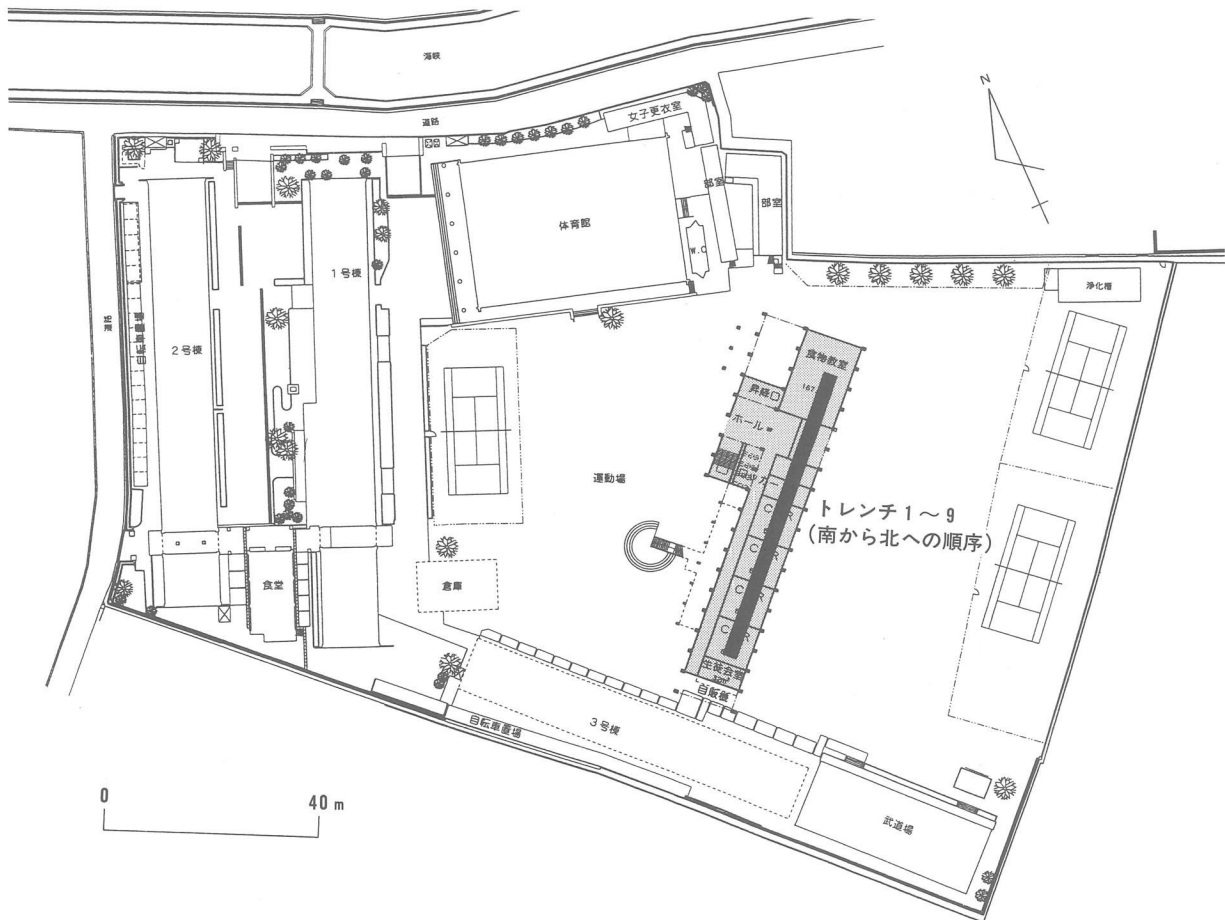 海峡
道路
N
女子更衣室
部室
部室
体育館
W.C
1号棟
2号棟
道路
自転車置場
浄化槽
食物教室
167
ホール
運動場
トレンチ1～9
(南から北への順序)
C R
C R
C R
C R
食堂
倉庫
生徒会室
自販機
3号棟
自転車置場
武道場
0
40m